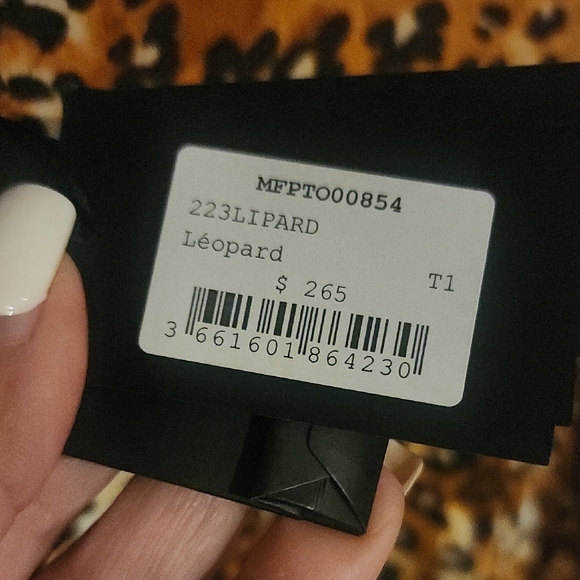 MFPTO00854
223LIPARD
Léopard
$ 265 T1
3 661601 864230